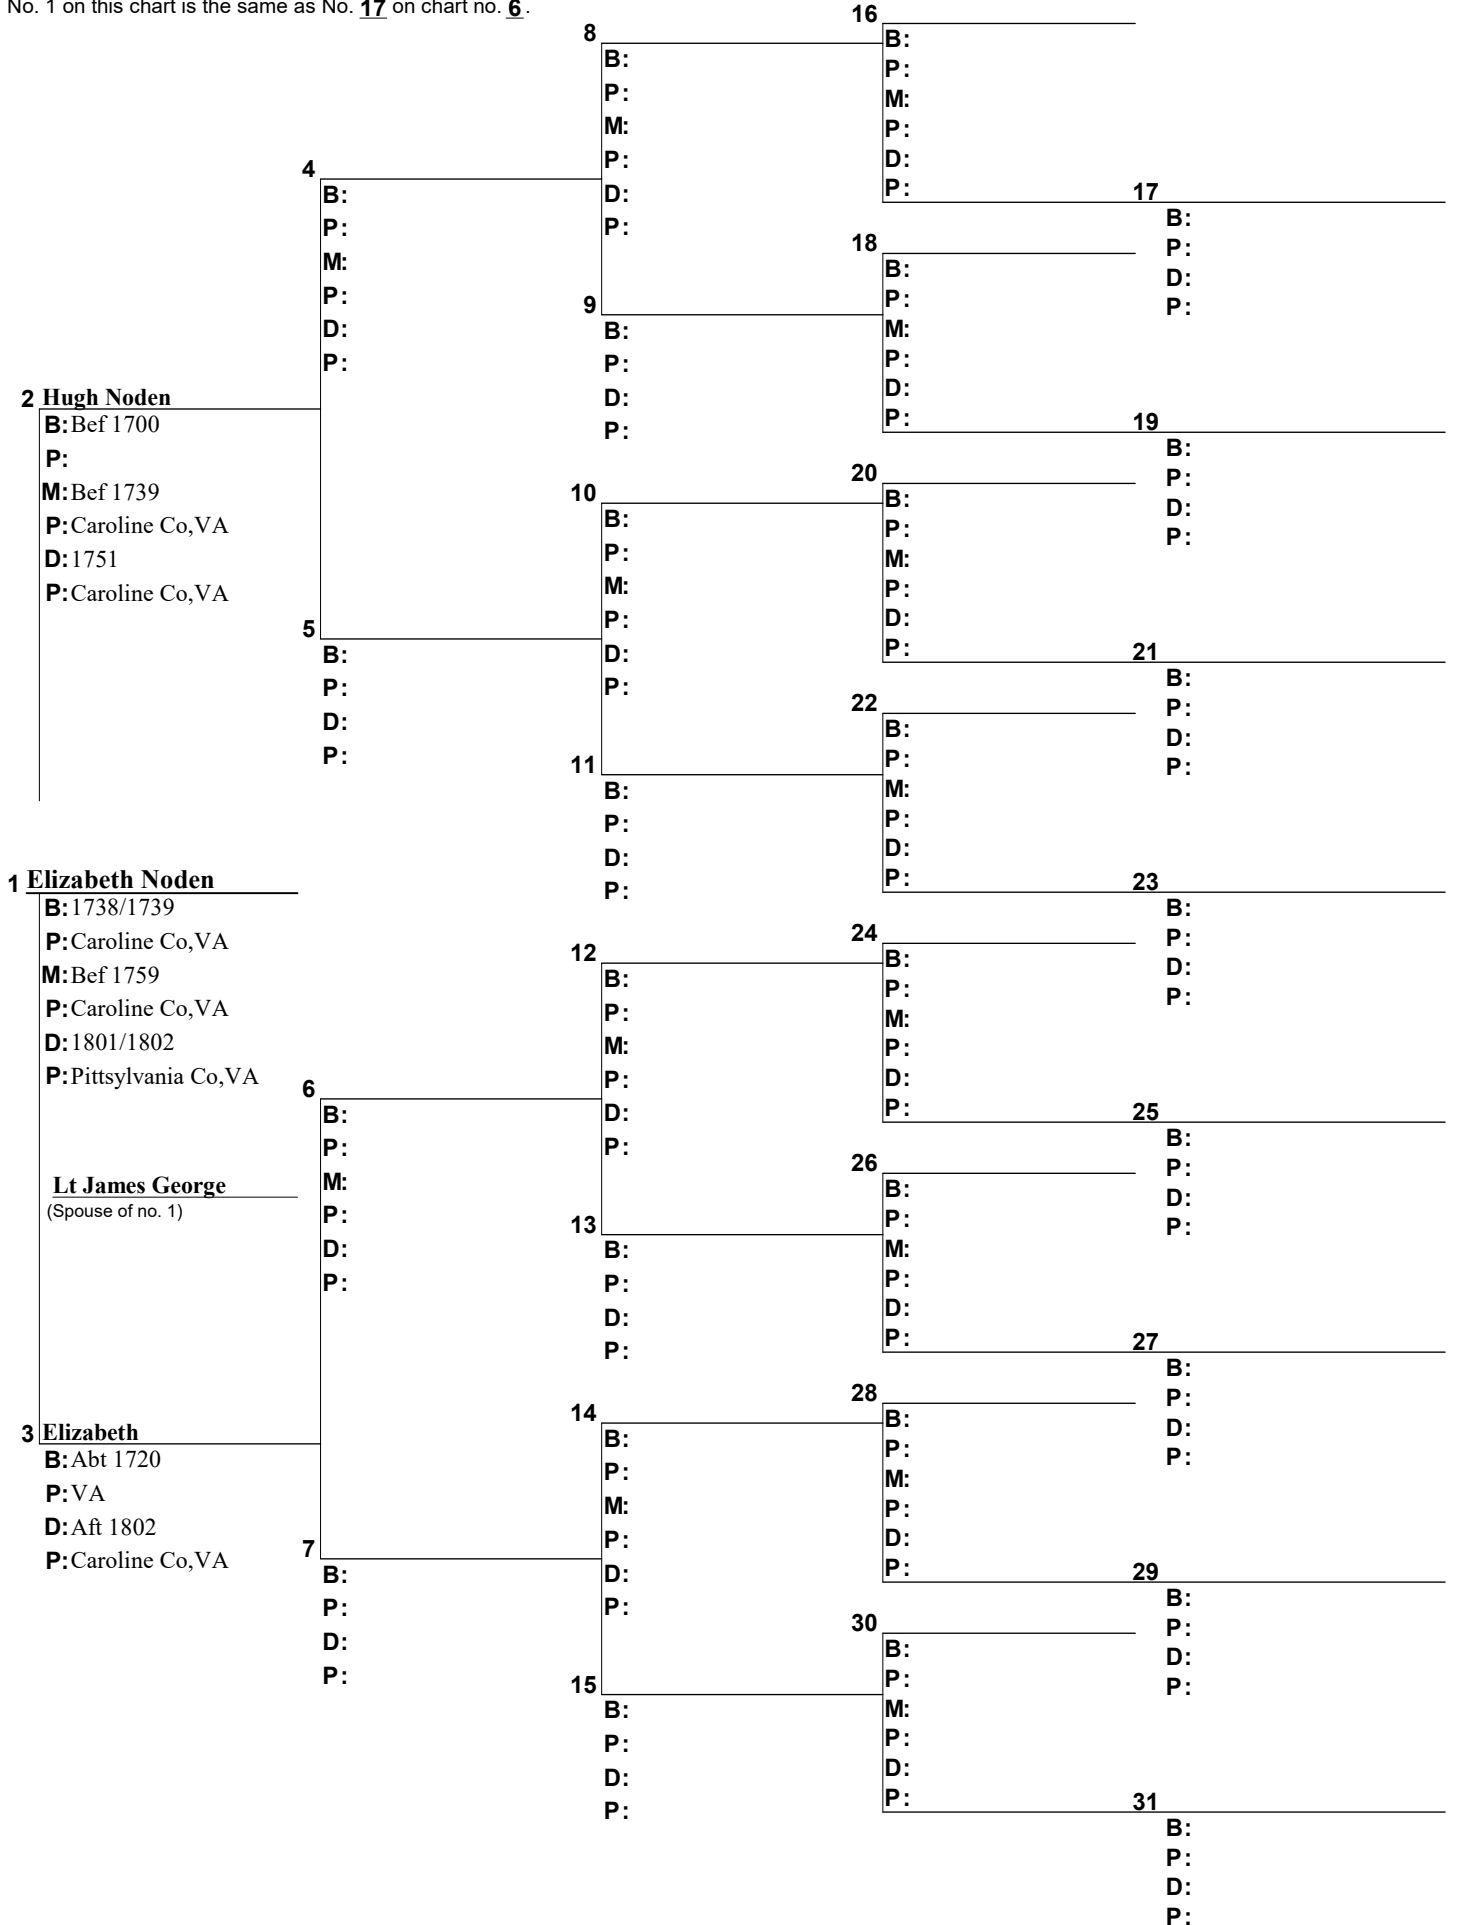 No. 1 on this chart is the same as No. 17 on chart no. 6.
16
B:
P:
M:
P:
D:
P:
17
B:
P:
D:
P:
8
B:
P:
M:
P:
D:
P:
18
B:
P:
M:
P:
D:
P:
19
B:
P:
D:
P:
4
B:
P:
M:
P:
D:
P:
9
B:
P:
D:
P:
20
B:
P:
M:
P:
D:
P:
21
B:
P:
D:
P:
2 Hugh Noden
B: Bef 1700
P:
M: Bef 1739
P: Caroline Co,VA
D: 1751
P: Caroline Co,VA
10
B:
P:
M:
P:
D:
P:
22
B:
P:
M:
P:
D:
P:
23
B:
P:
D:
P:
5
B:
P:
D:
P:
11
B:
P:
D:
P:
1 Elizabeth Noden
B: 1738/1739
P: Caroline Co,VA
M: Bef 1759
P: Caroline Co,VA
D: 1801/1802
P: Pittsylvania Co,VA
Lt James George
(Spouse of no. 1)
24
B:
P:
M:
P:
D:
P:
25
B:
P:
D:
P:
12
B:
P:
M:
P:
D:
P:
26
B:
P:
M:
P:
D:
P:
27
B:
P:
D:
P:
6
B:
P:
M:
P:
D:
P:
13
B:
P:
D:
P:
28
B:
P:
M:
P:
D:
P:
29
B:
P:
D:
P:
3 Elizabeth
B: Abt 1720
P: VA
D: Aft 1802
P: Caroline Co,VA
14
B:
P:
M:
P:
D:
P:
30
B:
P:
M:
P:
D:
P:
31
B:
P:
D:
P:
7
B:
P:
D:
P:
15
B:
P:
D:
P: